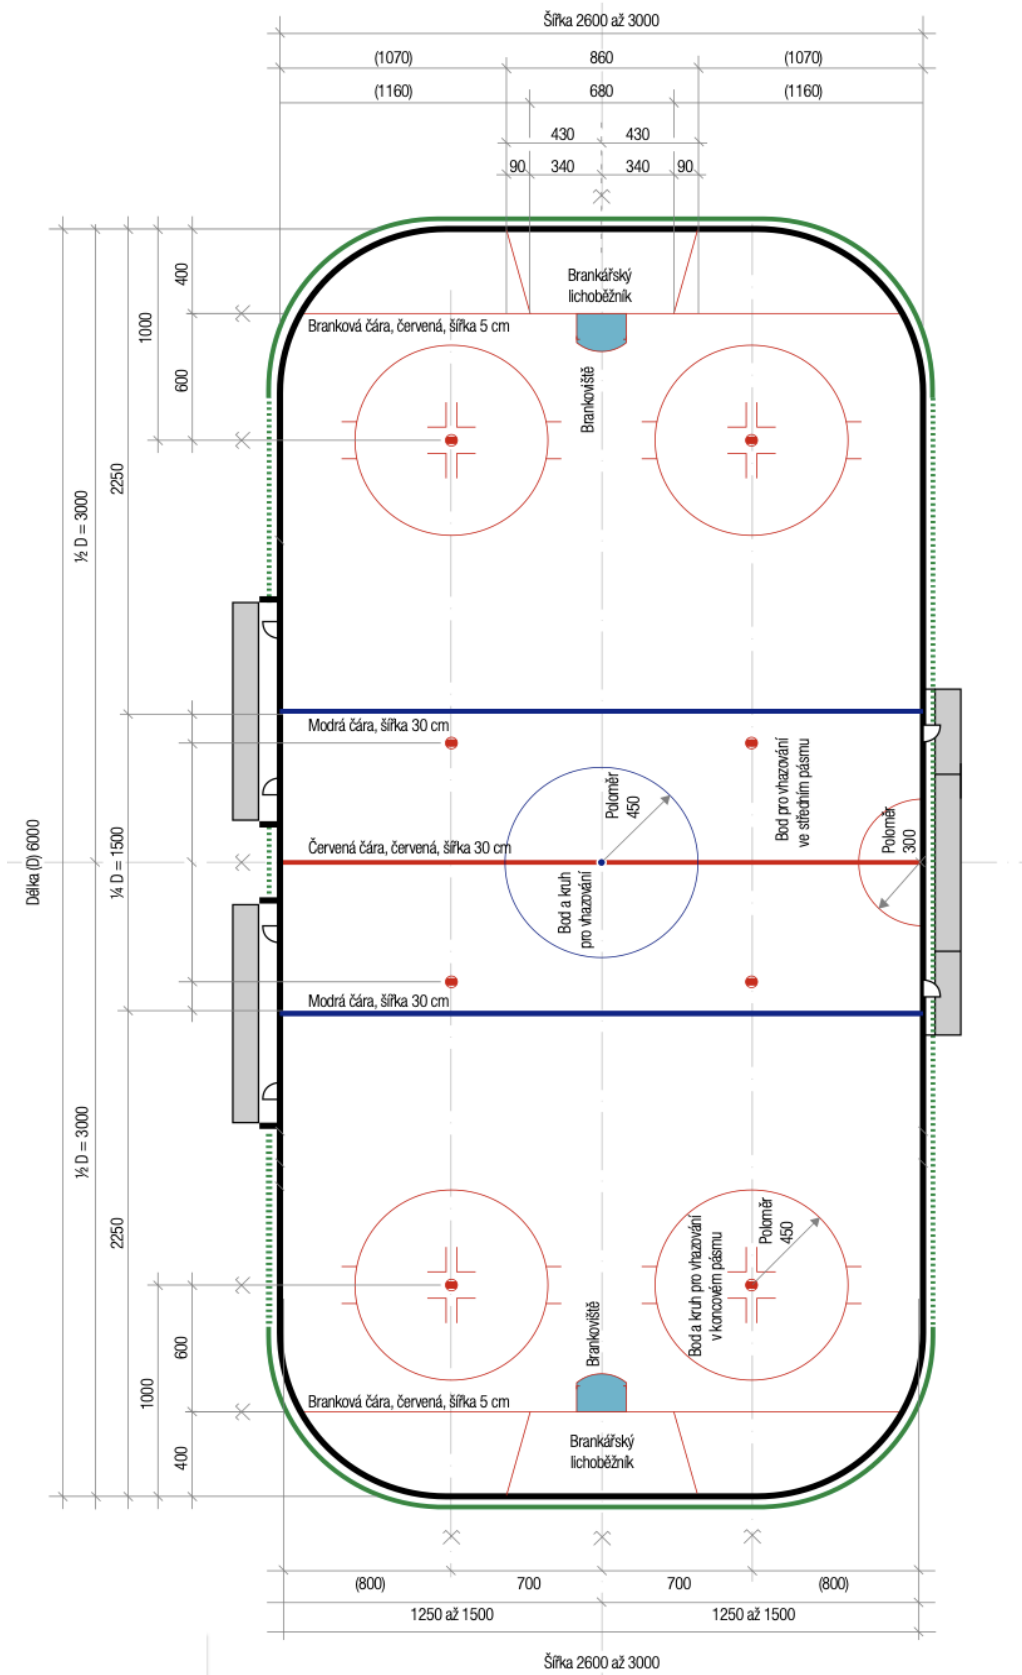 Šířka 2600 až 3000
(1070)
860
(1070)
(1160)
680
(1160)
430
430
90
340
340
90
400
1000
600
2250
½ D = 3000
Brankářský
lichoběžník
Branková čára, červená, šířka 5 cm
Brankoviště
Modrá čára, šířka 30 cm
Bod pro vhazování
ve středním pásmu
Poloměr
450
Poloměr
300
Délka (D) 6000
¼ D = 1500
Červená čára, červená, šířka 30 cm
Bod a kruh
pro vhazování
Modrá čára, šířka 30 cm
½ D = 3000
2250
600
1000
400
Poloměr
450
Bod a kruh pro vhazování
v koncovém pásmu
Brankoviště
Branková čára, červená, šířka 5 cm
Brankářský
lichoběžník
(800)
700
700
(800)
1250 až 1500
1250 až 1500
Šířka 2600 až 3000